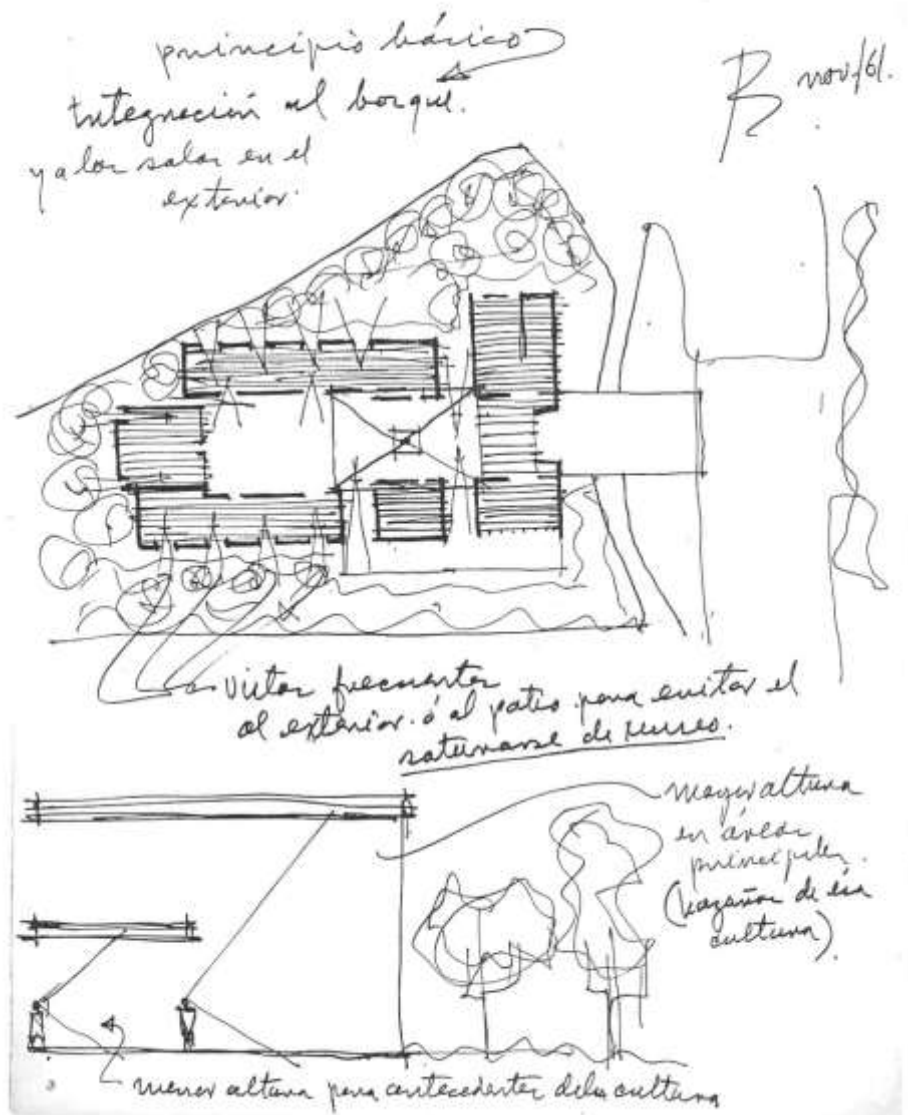 principio básico
Integración al bosque.
y a las salas en el
exterior.
nov/61.
vistas frecuentes
al exterior. ó al patio para evitar el
saturarse de museo.
mayor altura
en áreas
principales.
(hazañas de esa
cultura).
menor altura para antecedentes de la cultura